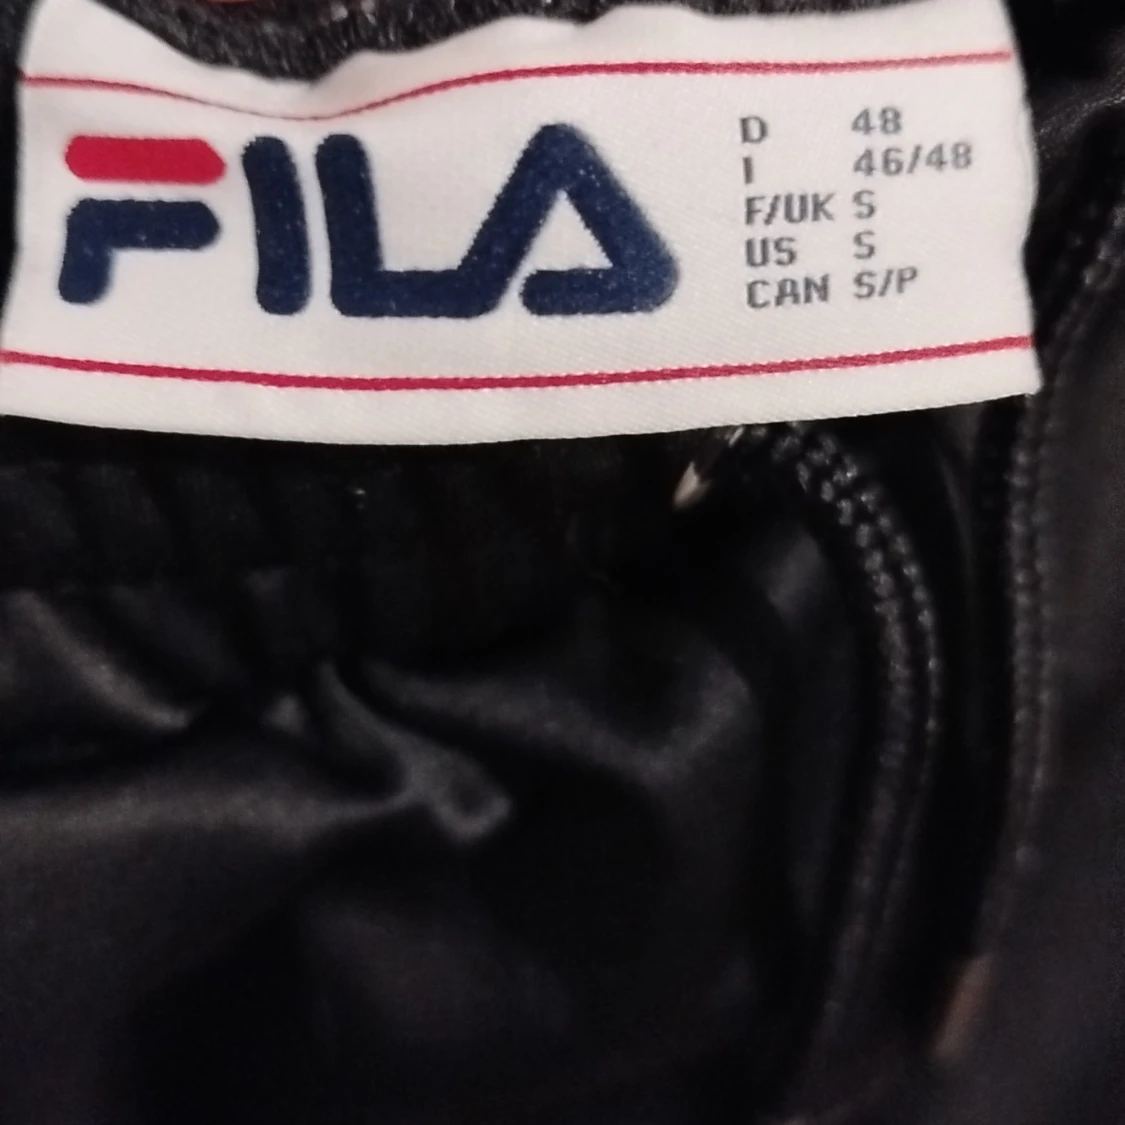 FILA
D 48
I 46/48
F/UK S
US S
CAN S/P